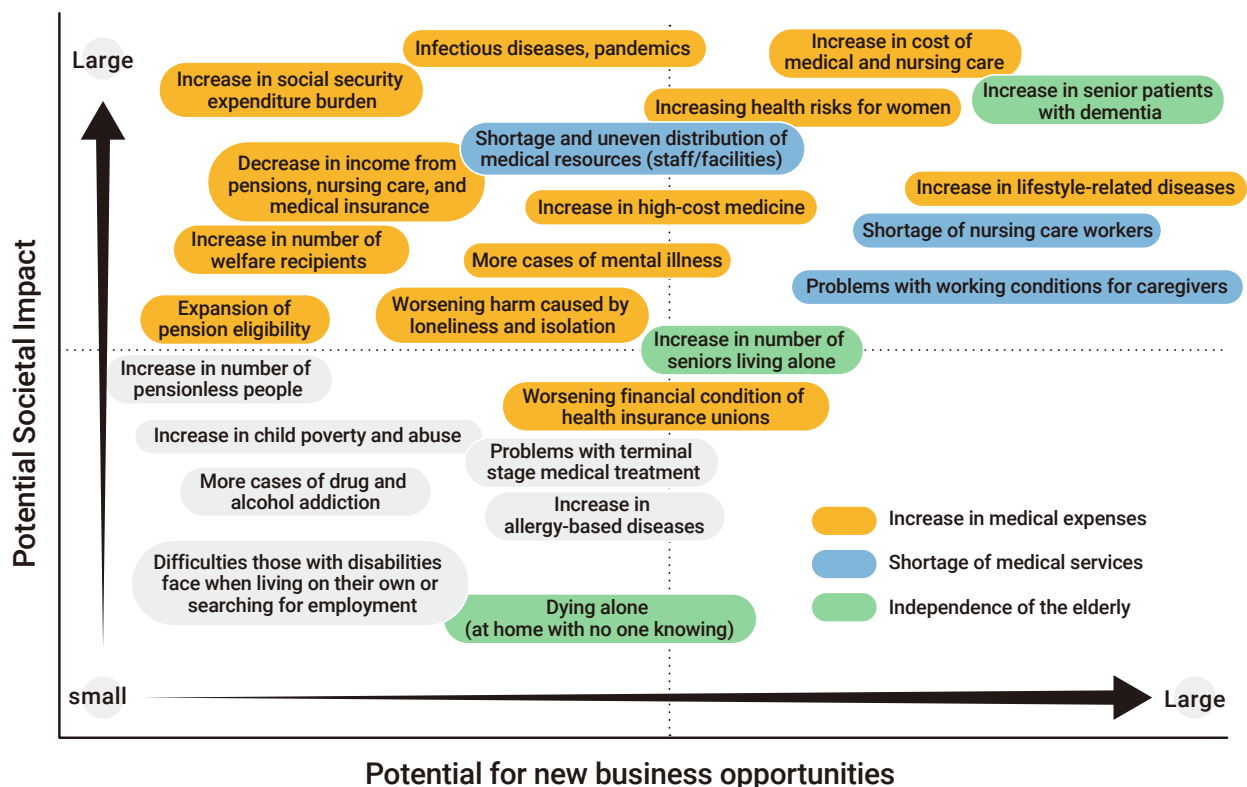 Large
Infectious diseases, pandemics
Increase in cost of
medical and nursing care
Increase in social security
expenditure burden
Increasing health risks for women
Increase in senior patients
with dementia
Shortage and uneven distribution of
medical resources (staff/facilities)
Decrease in income from
pensions, nursing care, and
medical insurance
Increase in high-cost medicine
Increase in lifestyle-related diseases
Shortage of nursing care workers
Increase in number of
welfare recipients
More cases of mental illness
Problems with working conditions for caregivers
Expansion of
pension eligibility
Worsening harm caused by
loneliness and isolation
Increase in number of
seniors living alone
Increase in number of
pensionless people
Worsening financial condition of
health insurance unions
Increase in child poverty and abuse
Problems with terminal
stage medical treatment
More cases of drug and
alcohol addiction
Increase in
allergy-based diseases
Difficulties those with disabilities
face when living on their own or
searching for employment
Dying alone
(at home with no one knowing)
Increase in medical expenses
Shortage of medical services
Independence of the elderly
Potential Societal Impact
small
Large
Potential for new business opportunities